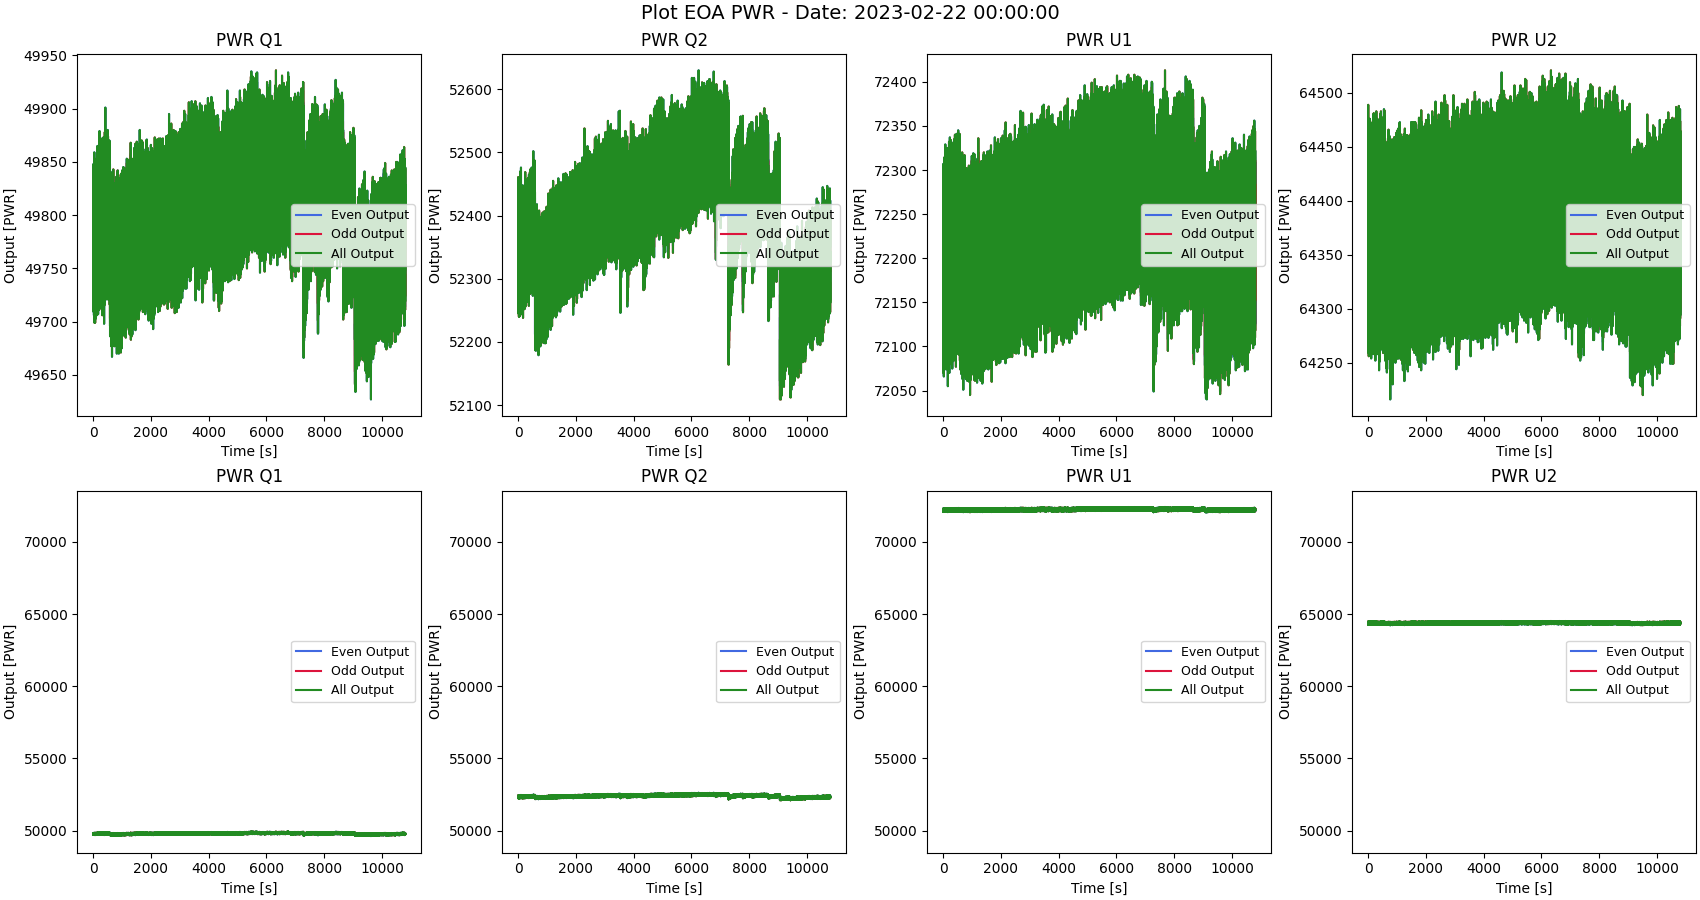 Plot EOA PWR - Date: 2023-02-22 00:00:00
PWR Q1
Output [PWR]
49950
49900
49850
49800
49750
49700
49650
Even Output
Odd Output
All Output
0 2000 4000 6000 8000 10000
Time [s]
PWR Q2
Output [PWR]
52600
52500
52400
52300
52200
52100
Even Output
Odd Output
All Output
0 2000 4000 6000 8000 10000
Time [s]
PWR U1
Output [PWR]
72400
72350
72300
72250
72200
72150
72100
72050
Even Output
Odd Output
All Output
0 2000 4000 6000 8000 10000
Time [s]
PWR U2
Output [PWR]
64500
64450
64400
64350
64300
64250
Even Output
Odd Output
All Output
0 2000 4000 6000 8000 10000
Time [s]
PWR Q1
Output [PWR]
70000
65000
60000
55000
50000
Even Output
Odd Output
All Output
0 2000 4000 6000 8000 10000
Time [s]
PWR Q2
Output [PWR]
70000
65000
60000
55000
50000
Even Output
Odd Output
All Output
0 2000 4000 6000 8000 10000
Time [s]
PWR U1
Output [PWR]
70000
65000
60000
55000
50000
Even Output
Odd Output
All Output
0 2000 4000 6000 8000 10000
Time [s]
PWR U2
Output [PWR]
70000
65000
60000
55000
50000
Even Output
Odd Output
All Output
0 2000 4000 6000 8000 10000
Time [s]